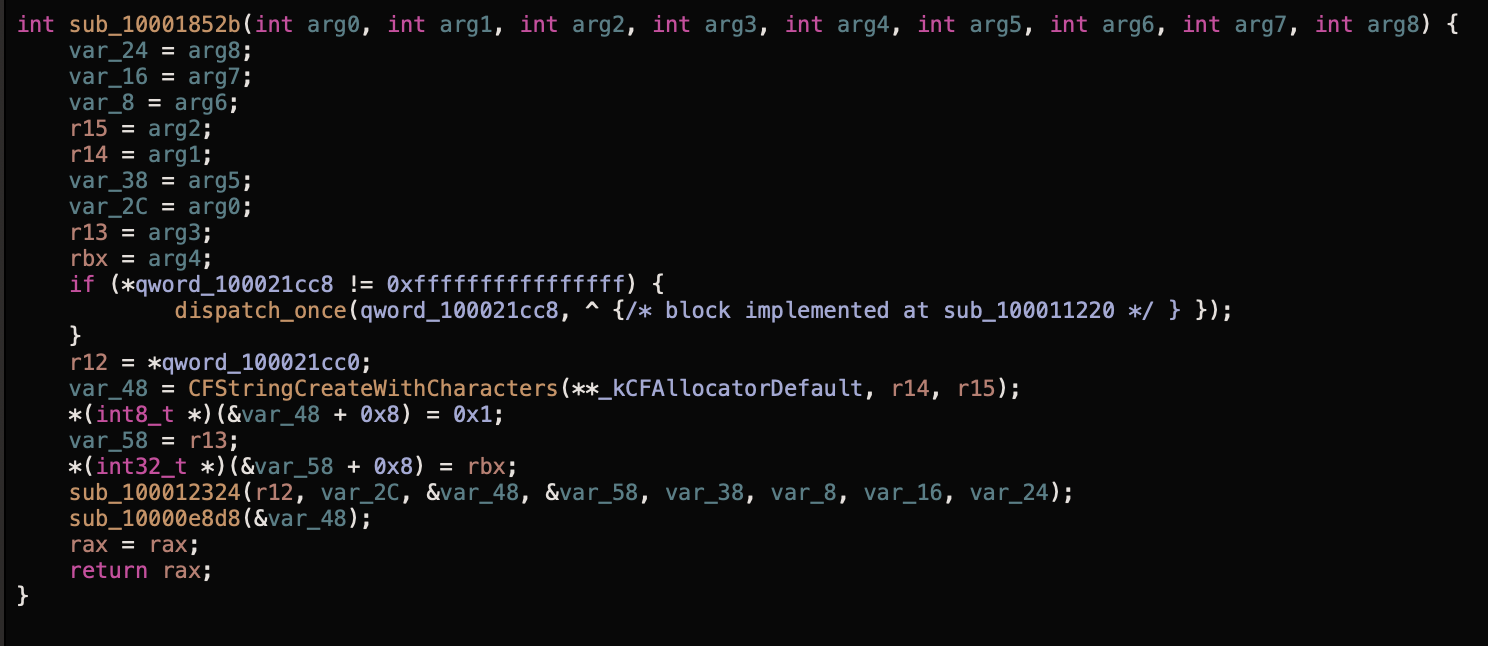 int sub_10001852b(int arg0, int arg1, int arg2, int arg3, int arg4, int arg5, int arg6, int arg7, int arg8) {
    var_24 = arg8;
    var_16 = arg7;
    var_8 = arg6;
    r15 = arg2;
    r14 = arg1;
    var_38 = arg5;
    var_2C = arg0;
    r13 = arg3;
    rbx = arg4;
    if (*qword_100021cc8 != 0xffffffffffffffff) {
            dispatch_once(qword_100021cc8, ^ {/* block implemented at sub_100011220 */ } });
    }
    r12 = *qword_100021cc0;
    var_48 = CFStringCreateWithCharacters(**_kCFAllocatorDefault, r14, r15);
    *(int8_t *)(&var_48 + 0x8) = 0x1;
    var_58 = r13;
    *(int32_t *)(&var_58 + 0x8) = rbx;
    sub_100012324(r12, var_2C, &var_48, &var_58, var_38, var_8, var_16, var_24);
    sub_10000e8d8(&var_48);
    rax = rax;
    return rax;
}